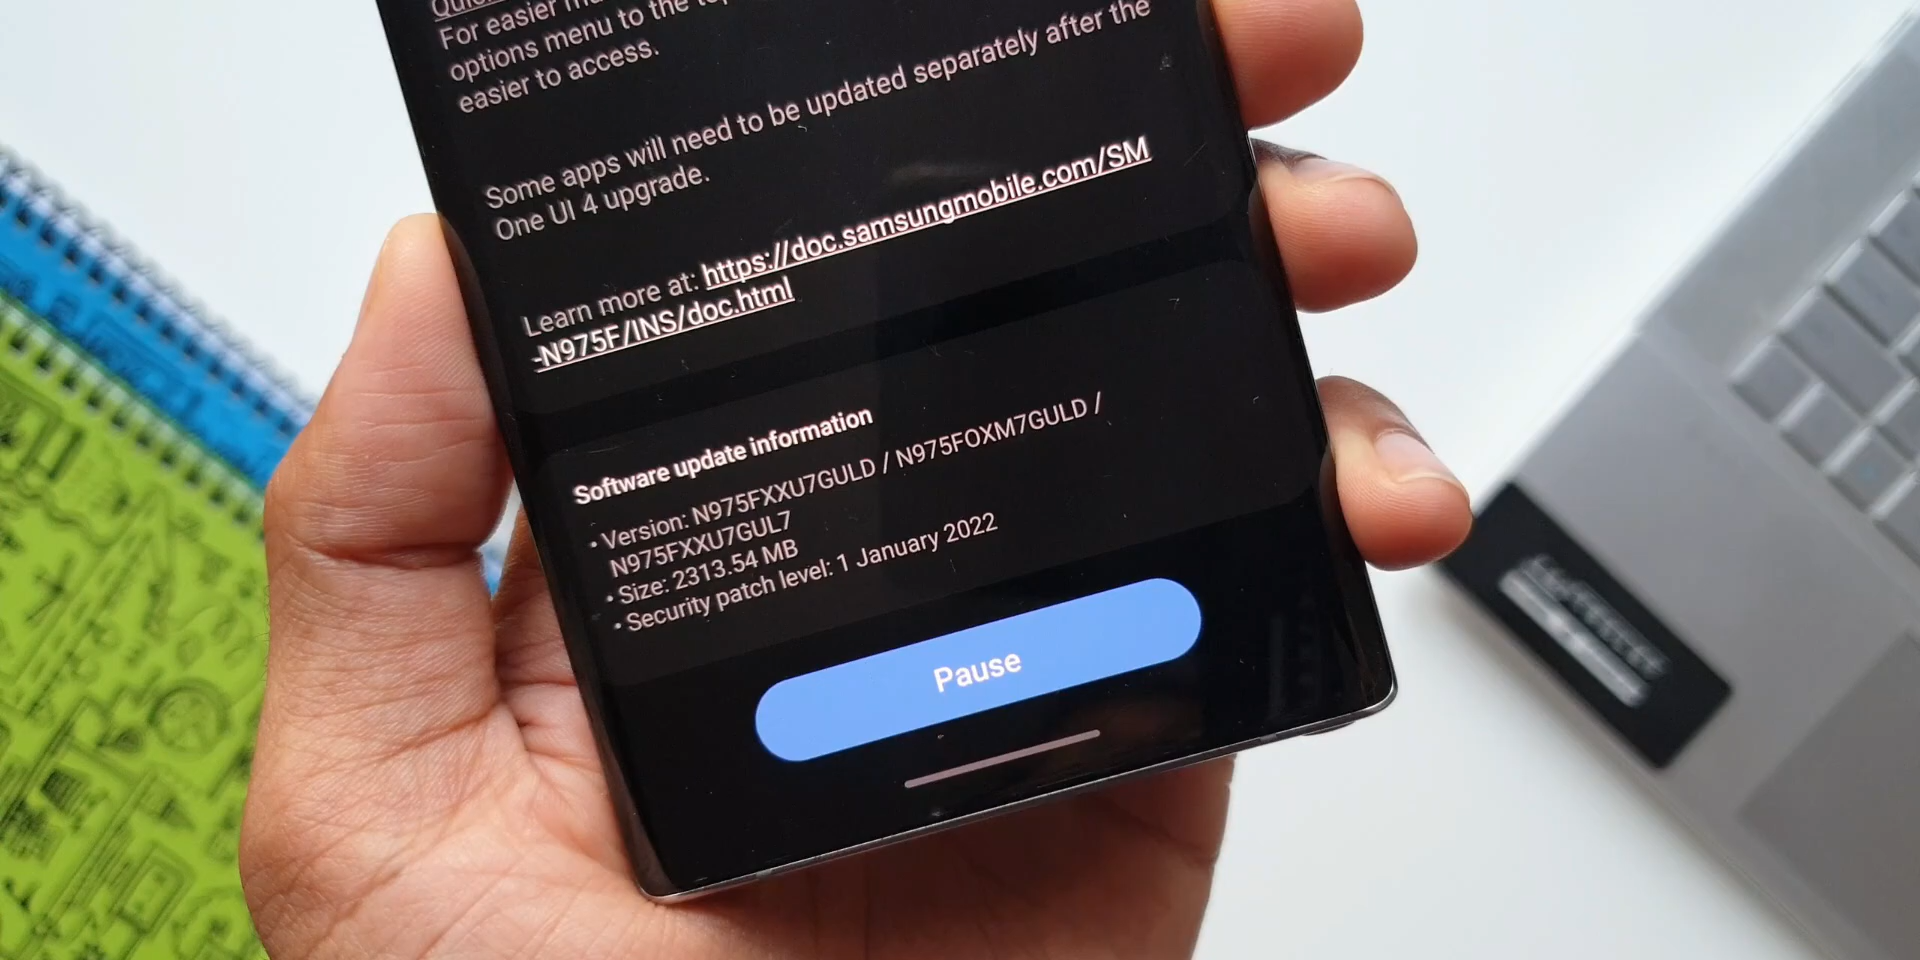 For easier
options menu to the
easier to access.
Some apps will need to be updated separately after the
One UI 4 upgrade.
Learn more at: https://doc.samsungmobile.com/SM
-N975F/INS/doc.html
Software update information
• Version: N975FXXU7GULD / N975FOXM7GULD /
N975FXXU7GUL7
• Size: 2313.54 MB
• Security patch level: 1 January 2022
Pause